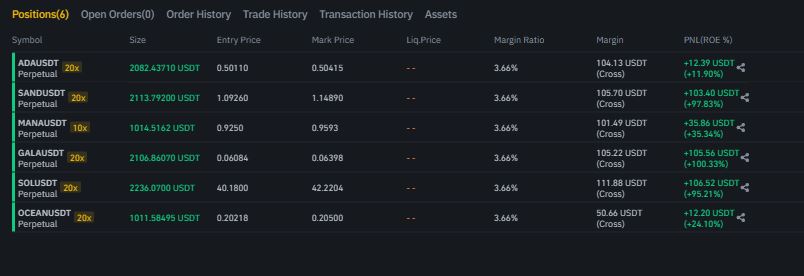 Positions(6) Open Orders(0) Order History Trade History Transaction History Assets
Symbol Size Entry Price Mark Price Liq.Price Margin Ratio Margin PNL(ROE %)
ADAUSDT 20x 2082.43710 USDT 0.50110 0.50415 -- 3.66% 104.13 USDT +12.39 USDT
Perpetual (Cross) (+11.90%)
SANDUSDT 20x 2113.79200 USDT 1.09260 1.14890 -- 3.66% 105.70 USDT +103.40 USDT
Perpetual (Cross) (+97.83%)
MANAUSDT 10x 1014.5162 USDT 0.9250 0.9593 -- 3.66% 101.49 USDT +35.86 USDT
Perpetual (Cross) (+35.34%)
GALAUSDT 20x 2106.86070 USDT 0.06084 0.06398 -- 3.66% 105.22 USDT +105.56 USDT
Perpetual (Cross) (+100.33%)
SOLUSDT 20x 2236.0700 USDT 40.1800 42.2204 -- 3.66% 111.88 USDT +106.52 USDT
Perpetual (Cross) (+95.21%)
OCEANUSDT 20x 1011.58495 USDT 0.20218 0.20500 -- 3.66% 50.66 USDT +12.20 USDT
Perpetual (Cross) (+24.10%)